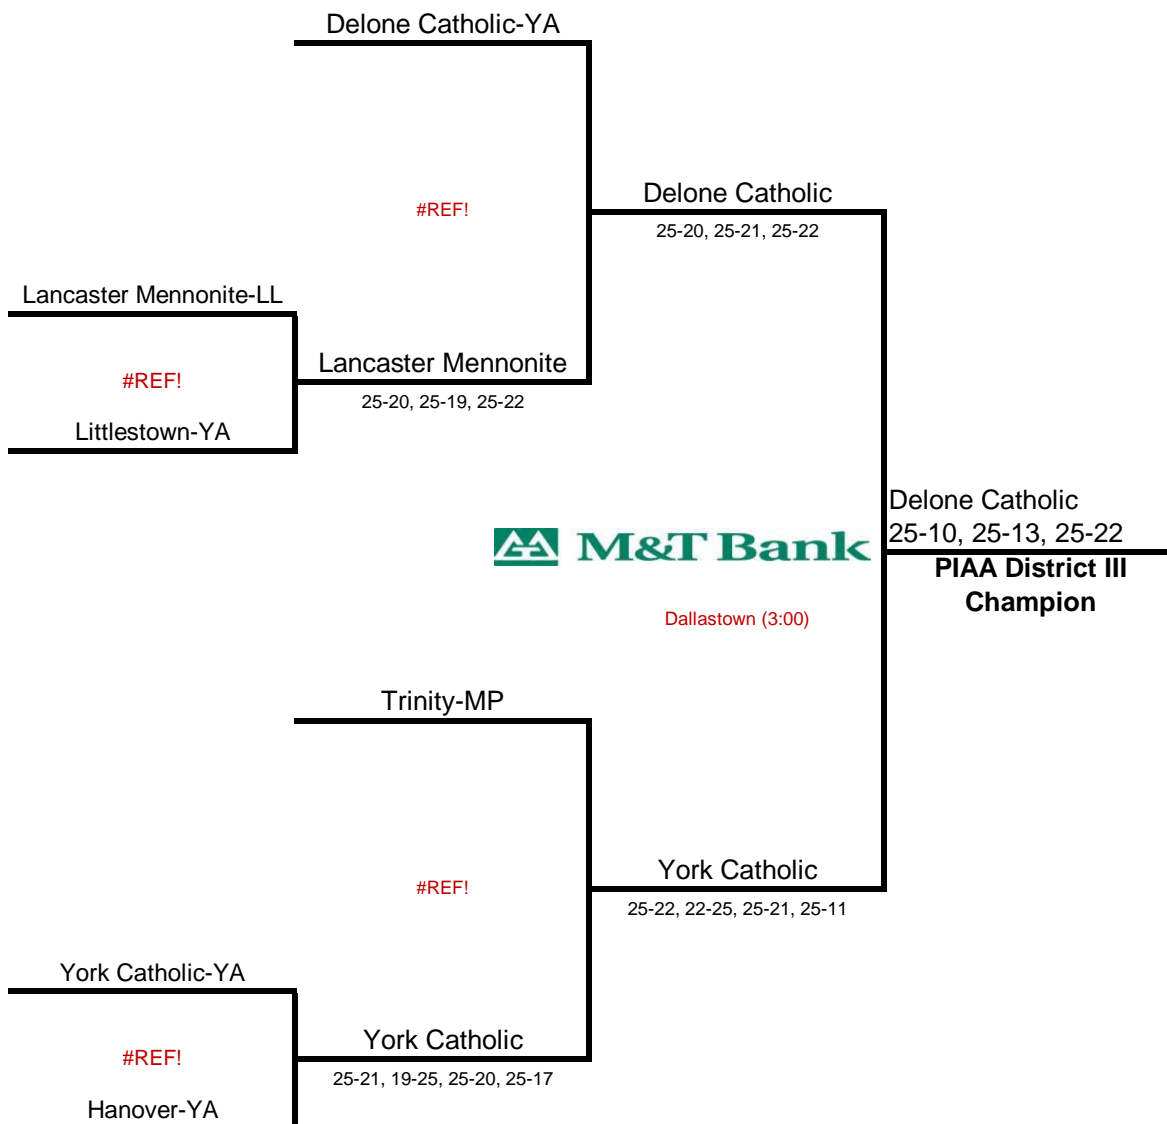 Delone Catholic-YA
#REF!
Delone Catholic
25-20, 25-21, 25-22
Lancaster Mennonite-LL
#REF!
Lancaster Mennonite
25-20, 25-19, 25-22
Littlestown-YA
Delone Catholic
25-10, 25-13, 25-22
M&T Bank
PIAA District III
Champion
Dallastown (3:00)
Trinity-MP
#REF!
York Catholic
25-22, 22-25, 25-21, 25-11
York Catholic-YA
#REF!
York Catholic
25-21, 19-25, 25-20, 25-17
Hanover-YA